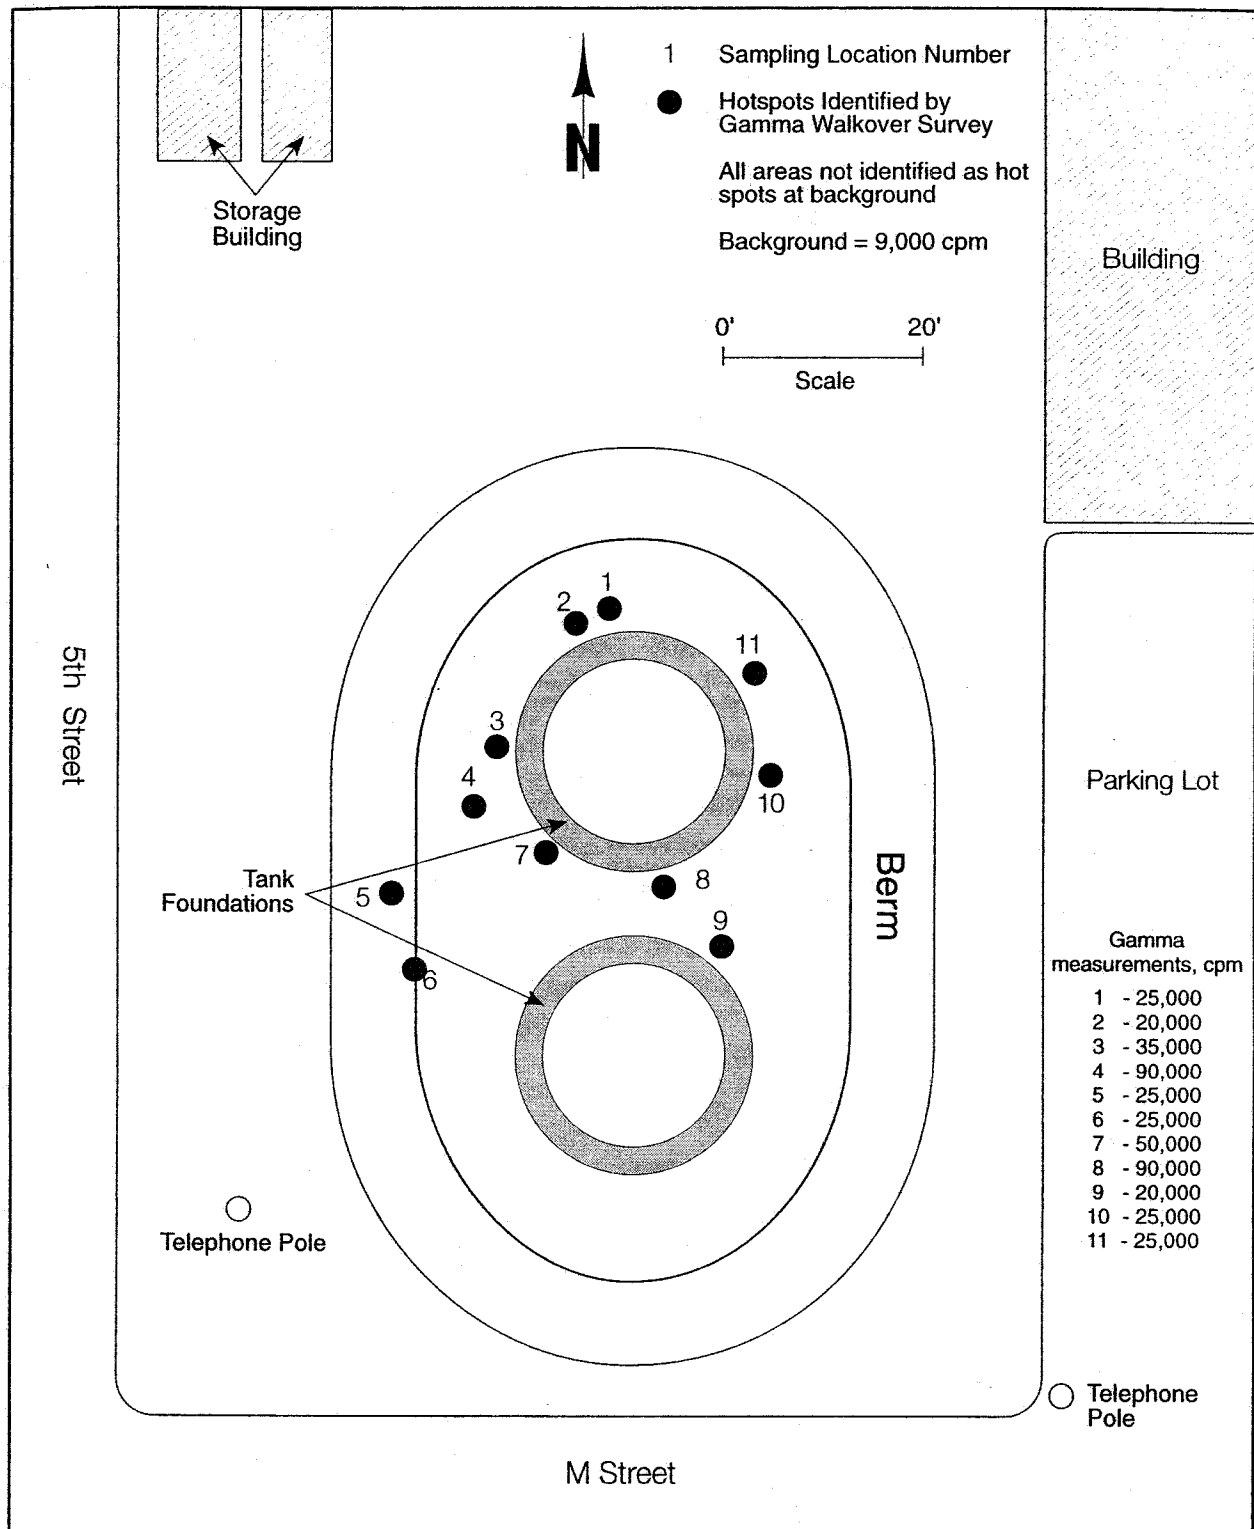 1 Sampling Location Number
Hotspots Identified by
Gamma Walkover Survey
All areas not identified as hot
spots at background
Background = 9,000 cpm
N
0' 20'
Scale
Storage
Building
Building
5th Street
1
2
11
3
4
10
7
8
5
9
6
Tank
Foundations
Berm
Parking Lot
Gamma
measurements, cpm
1 - 25,000
2 - 20,000
3 - 35,000
4 - 90,000
5 - 25,000
6 - 25,000
7 - 50,000
8 - 90,000
9 - 20,000
10 - 25,000
11 - 25,000
Telephone Pole
Telephone
Pole
M Street